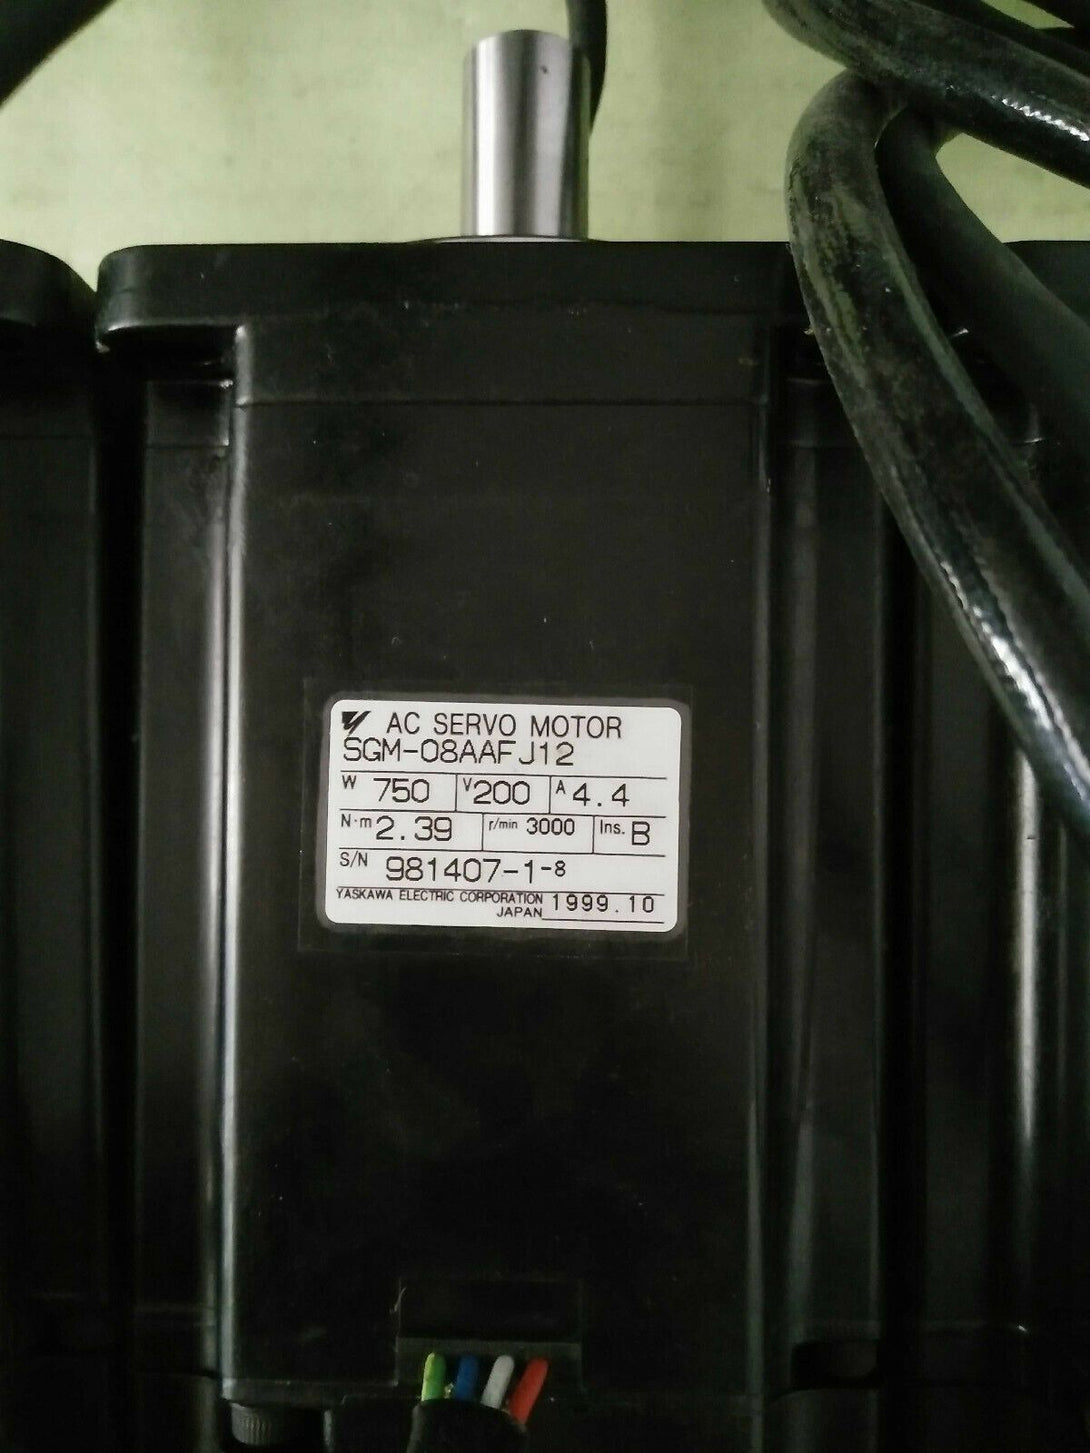 AC SERVO MOTOR
SGM-08AAFJ12
W 750 V 200 A 4.4
N·m 2.39 r/min 3000 Ins. B
S/N 981407-1-8
YASKAWA ELECTRIC CORPORATION 1999.10
JAPAN